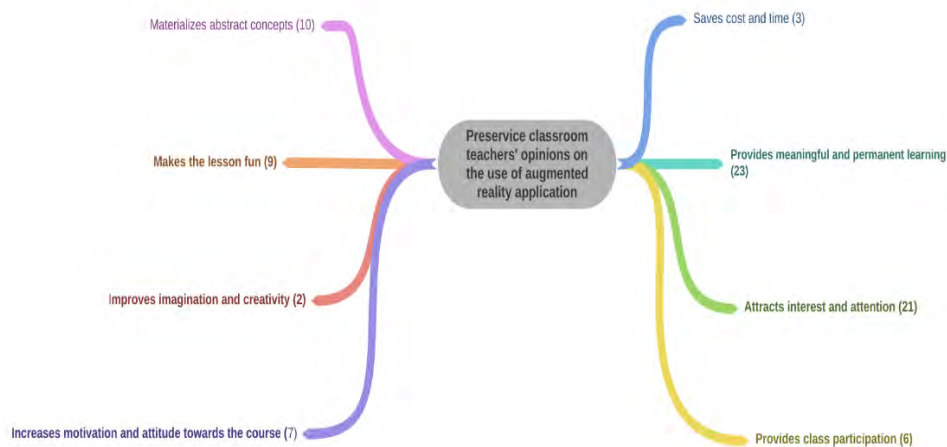 Materializes abstract concepts (10)
Saves cost and time (3)
Preservice classroom
teachers' opinions on
the use of augmented
reality application
Makes the lesson fun (9)
Provides meaningful and permanent learning
(23)
Improves imagination and creativity (2)
Attracts interest and attention (21)
Increases motivation and attitude towards the course (7)
Provides class participation (6)